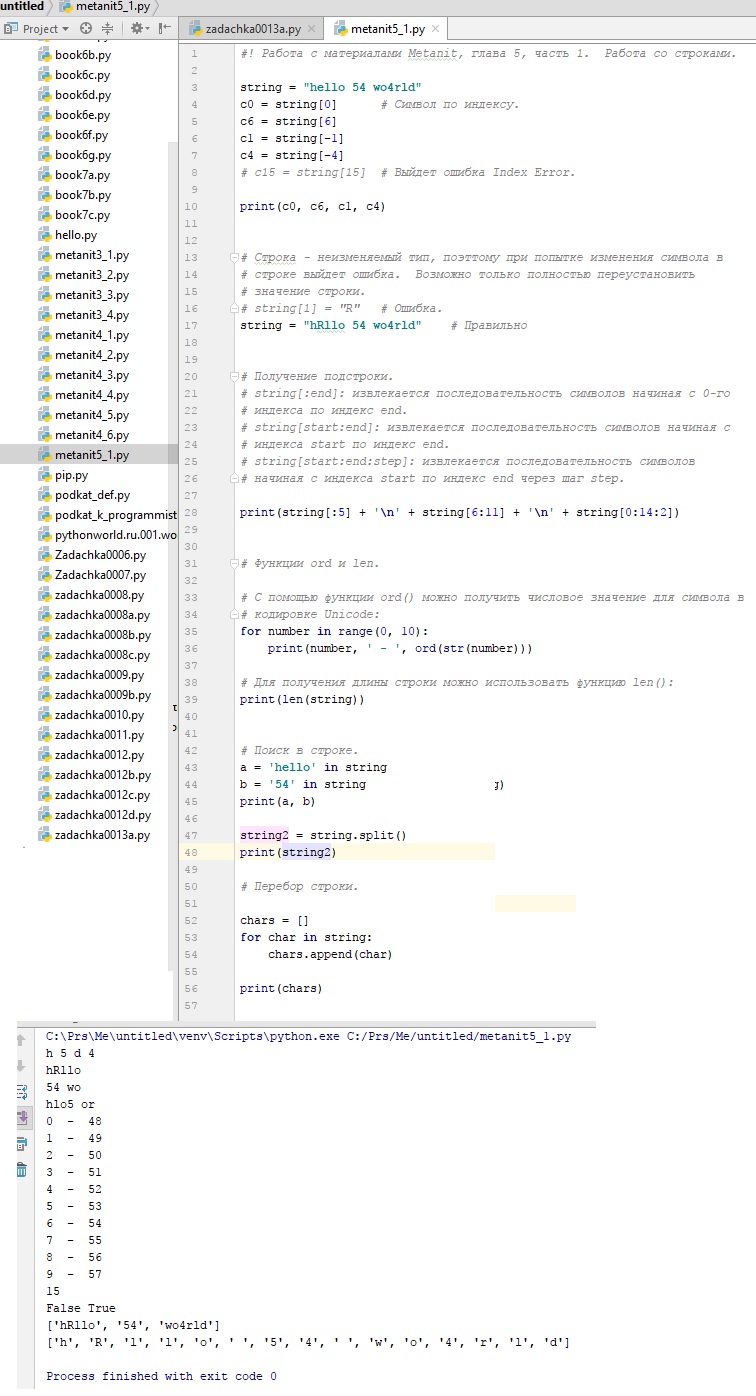 untitled metanit5_1.py
Project
zadachka0013a.py metanit5_1.py
book6b.py
book6c.py
book6d.py
book6e.py
book6f.py
book6g.py
book7a.py
book7b.py
book7c.py
hello.py
metanit3_1.py
metanit3_2.py
metanit3_3.py
metanit3_4.py
metanit4_1.py
metanit4_2.py
metanit4_3.py
metanit4_4.py
metanit4_5.py
metanit4_6.py
metanit5_1.py
pip.py
podkat_def.py
podkat_k_programmist
pythonworld.ru.001.wo
Zadachka0006.py
Zadachka0007.py
zadachka0008.py
zadachka0008a.py
zadachka0008b.py
zadachka0008c.py
zadachka0009.py
zadachka0009b.py
zadachka0010.py
zadachka0011.py
zadachka0012.py
zadachka0012b.py
zadachka0012c.py
zadachka0012d.py
zadachka0013a.py
1 #! Работа с материалами Metanit, глава 5, часть 1.  Работа со строками.
2
3 string = "hello 54 wo4rld"
4 c0 = string[0]      # Символ по индексу.
5 c6 = string[6]
6 c1 = string[-1]
7 c4 = string[-4]
8 # c15 = string[15]  # Выйдет ошибка Index Error.
9
10 print(c0, c6, c1, c4)
11
12
13 # Строка - неизменяемый тип, поэттому при попытке изменения символа в
14 # строке выйдет ошибка.  Возможно только полностью переустановить
15 # значение строки.
16 # string[1] = "R"   # Ошибка.
17 string = "hRllo 54 wo4rld"    # Правильно
18
19
20 # Получение подстроки.
21 # string[:end]: извлекается последовательность символов начиная с 0-го
22 # индекса по индекс end.
23 # string[start:end]: извлекается последовательность символов начиная с
24 # индекса start по индекс end.
25 # string[start:end:step]: извлекается последовательность символов
26 # начиная с индекса start по индекс end через шаг step.
27
28 print(string[:5] + '\n' + string[6:11] + '\n' + string[0:14:2])
29
30
31 # Функции ord и len.
32
33 # С помощью функции ord() можно получить числовое значение для символа в
34 # кодировке Unicode:
35 for number in range(0, 10):
36     print(number, ' - ', ord(str(number)))
37
38 # Для получения длины строки можно использовать функцию len():
39 print(len(string))
40
41
42 # Поиск в строке.
43 a = 'hello' in string
44 b = '54' in string g)
45 print(a, b)
46
47 string2 = string.split()
48 print(string2)
49
50 # Перебор строки.
51
52 chars = []
53 for char in string:
54     chars.append(char)
55
56 print(chars)
57
C:\Prs\Me\untitled\venv\Scripts\python.exe C:/Prs/Me/untitled/metanit5_1.py
h 5 d 4
hRllo
54 wo
hlo5 or
0  -  48
1  -  49
2  -  50
3  -  51
4  -  52
5  -  53
6  -  54
7  -  55
8  -  56
9  -  57
15
False True
['hRllo', '54', 'wo4rld']
['h', 'R', 'l', 'l', 'o', ' ', '5', '4', ' ', 'w', 'o', '4', 'r', 'l', 'd']
Process finished with exit code 0